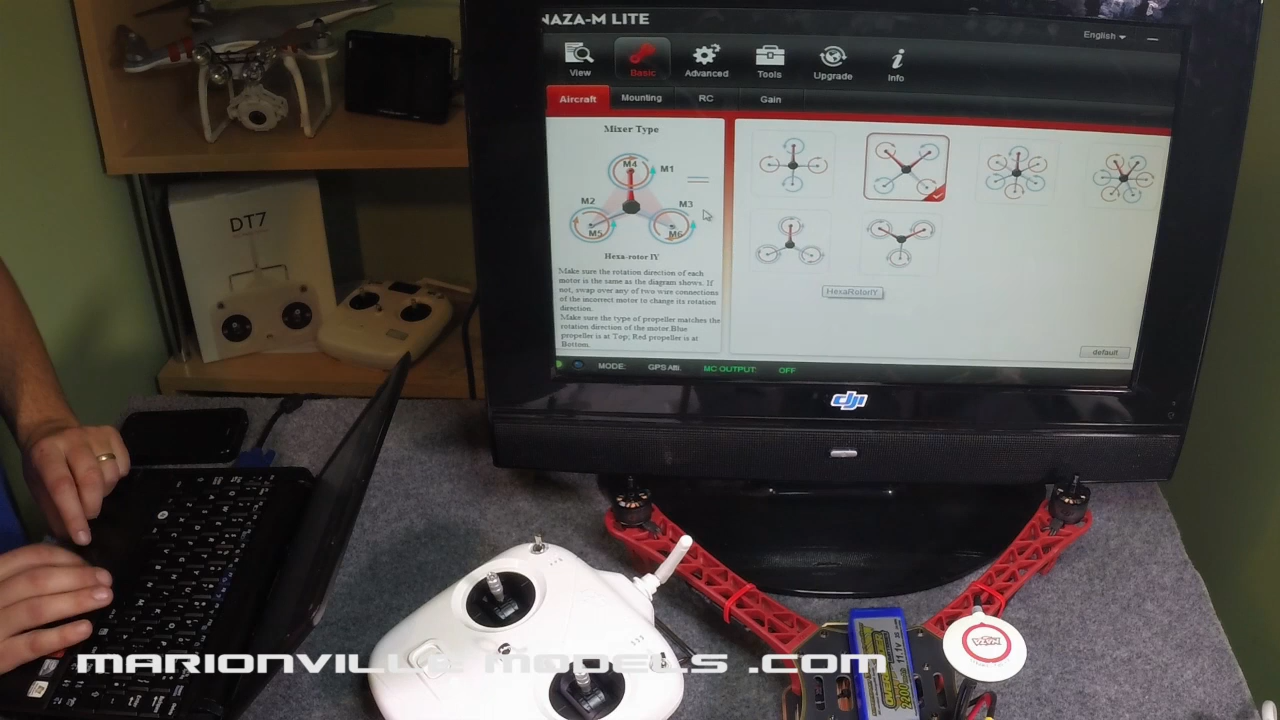 NAZA-M LITE
English
View
Basic
Advanced
Tools
Upgrade
Info
Aircraft
Mounting
RC
Gain
Mixer Type
M4
M1
M2
M3
M5
M6
Hexa-rotor IY
Make sure the rotation direction of each
motor is the same as the diagram shows. If
not, swap over any of two wire connections
of the incorrect motor to change its rotation
direction.
Make sure the type of propeller matches the
rotation direction of the motor.Blue
propeller is at Top; Red propeller is at
Bottom.
HexaRotorIY
default
MODE: GPS Atti. MC OUTPUT: OFF
dji
DT7
NAZA
11.1v
2200
MARIONVILLE MODELS .COM